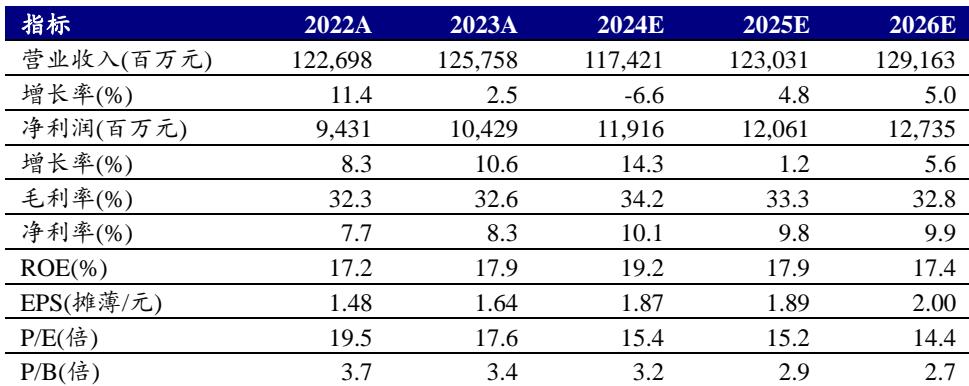 指标 2022A 2023A 2024E 2025E 2026E
营业收入(百万元) 122,698 125,758 117,421 123,031 129,163
增长率(%) 11.4 2.5 -6.6 4.8 5.0
净利润(百万元) 9,431 10,429 11,916 12,061 12,735
增长率(%) 8.3 10.6 14.3 1.2 5.6
毛利率(%) 32.3 32.6 34.2 33.3 32.8
净利率(%) 7.7 8.3 10.1 9.8 9.9
ROE(%) 17.2 17.9 19.2 17.9 17.4
EPS(摊薄/元) 1.48 1.64 1.87 1.89 2.00
P/E(倍) 19.5 17.6 15.4 15.2 14.4
P/B(倍) 3.7 3.4 3.2 2.9 2.7